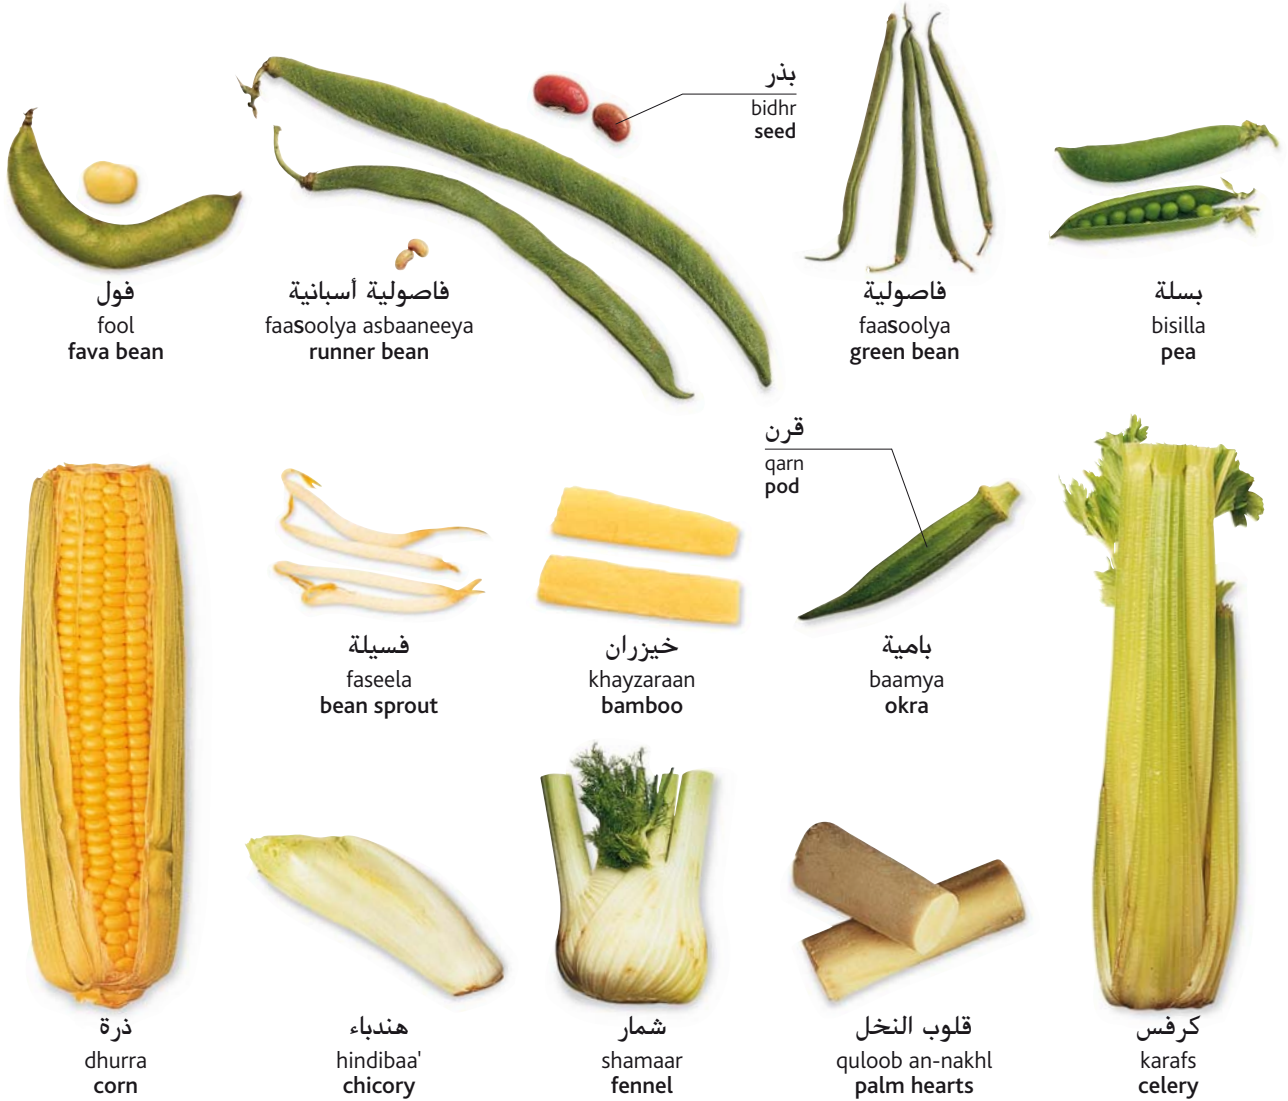 بذر
bidhr
seed
فول
fool
fava bean
فاصولية أسبانية
faasoolya asbaaneeya
runner bean
فاصولية
faasoolya
green bean
بسلة
bisilla
pea
قرن
qarn
pod
فسيلة
faseela
bean sprout
خيزران
khayzaraan
bamboo
بامية
baamya
okra
ذرة
dhurra
corn
هندباء
hindibaa'
chicory
شمار
shamaar
fennel
قلوب النخل
quloob an-nakhl
palm hearts
كرفس
karafs
celery